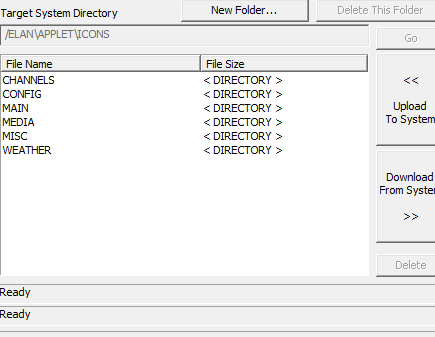 Target System Directory
New Folder...
Delete This Folder
/ELAN\APPLET\ICONS
Go
File Name File Size
CHANNELS < DIRECTORY >
CONFIG < DIRECTORY >
MAIN < DIRECTORY >
MEDIA < DIRECTORY >
MISC < DIRECTORY >
WEATHER < DIRECTORY >
<<
Upload
To System
Download
From System
>>
Delete
Ready
Ready